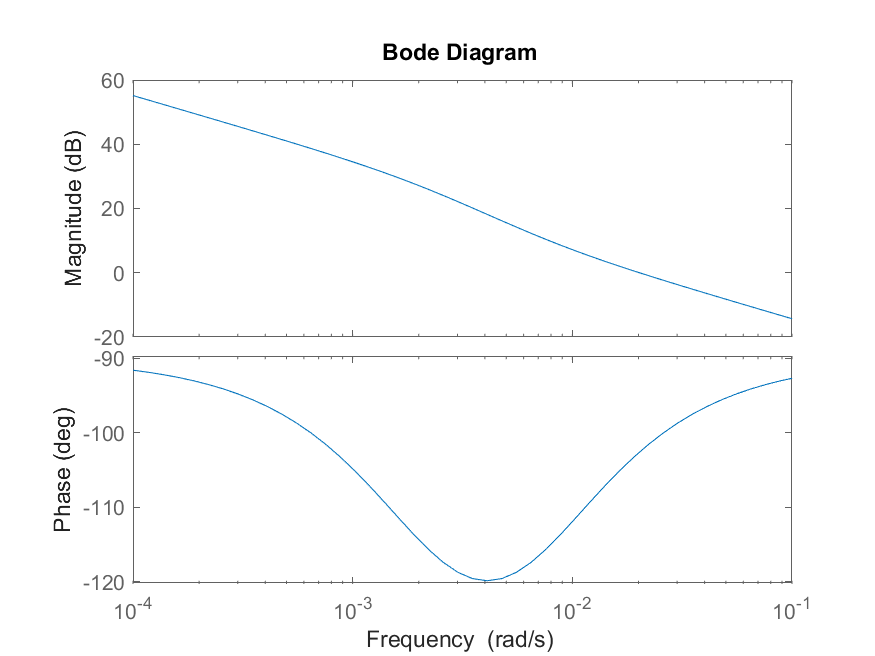 Bode Diagram
60
40
20
0
-20
Magnitude (dB)
-90
-100
-110
-120
Phase (deg)
10-4 10-3 10-2 10-1
Frequency (rad/s)